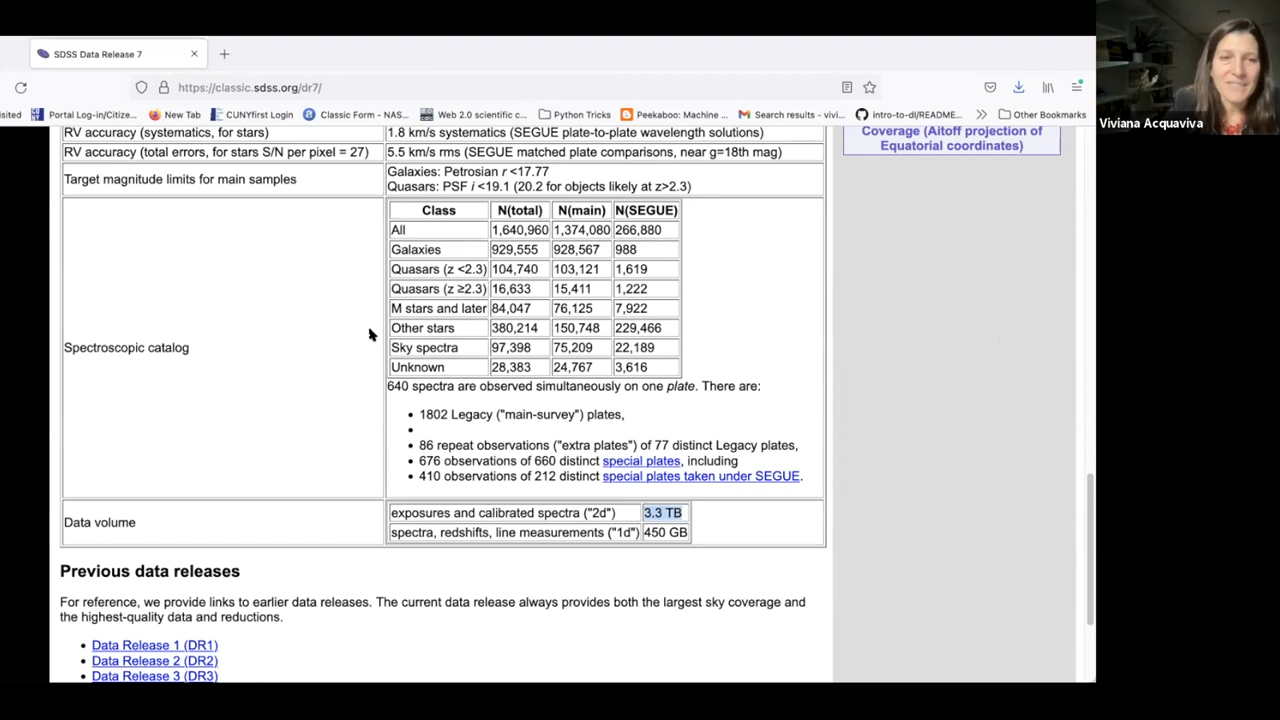 SDSS Data Release 7
https://classic.sdss.org/dr7/
isited Portal Log-in/Citize... New Tab CUNYfirst Login Classic Form - NAS... Web 2.0 scientific c... Python Tricks Peekaboo: Machine ... Search results - vivi... intro-to-dl/README... Other Bookmarks
Viviana Acquaviva
RV accuracy (systematics, for stars) 1.8 km/s systematics (SEGUE plate-to-plate wavelength solutions)
RV accuracy (total errors, for stars S/N per pixel = 27) 5.5 km/s rms (SEGUE matched plate comparisons, near g=18th mag)
Target magnitude limits for main samples
Galaxies: Petrosian r <17.77
Quasars: PSF i <19.1 (20.2 for objects likely at z>2.3)
Coverage (Aitoff projection of
Equatorial coordinates)
Spectroscopic catalog
Class N(total) N(main) N(SEGUE)
All 1,640,960 1,374,080 266,880
Galaxies 929,555 928,567 988
Quasars (z <2.3) 104,740 103,121 1,619
Quasars (z ≥2.3) 16,633 15,411 1,222
M stars and later 84,047 76,125 7,922
Other stars 380,214 150,748 229,466
Sky spectra 97,398 75,209 22,189
Unknown 28,383 24,767 3,616
640 spectra are observed simultaneously on one plate. There are:
• 1802 Legacy ("main-survey") plates,
•
• 86 repeat observations ("extra plates") of 77 distinct Legacy plates,
• 676 observations of 660 distinct special plates, including
• 410 observations of 212 distinct special plates taken under SEGUE.
Data volume
exposures and calibrated spectra ("2d") 3.3 TB
spectra, redshifts, line measurements ("1d") 450 GB
Previous data releases
For reference, we provide links to earlier data releases. The current data release always provides both the largest sky coverage and
the highest-quality data and reductions.
• Data Release 1 (DR1)
• Data Release 2 (DR2)
• Data Release 3 (DR3)